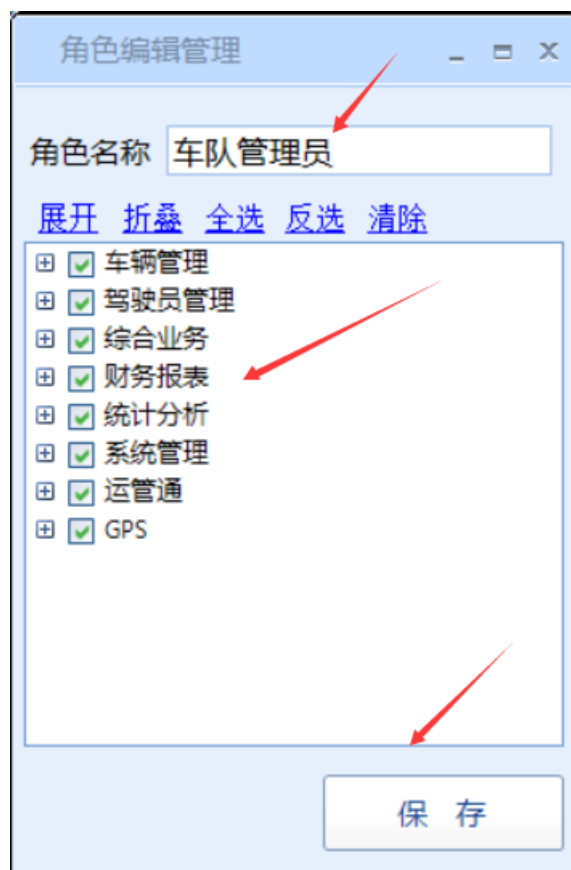 角色编辑管理
角色名称 车队管理员
展开 折叠 全选 反选 清除
车辆管理
驾驶员管理
综合业务
财务报表
统计分析
系统管理
运管通
GPS
保 存